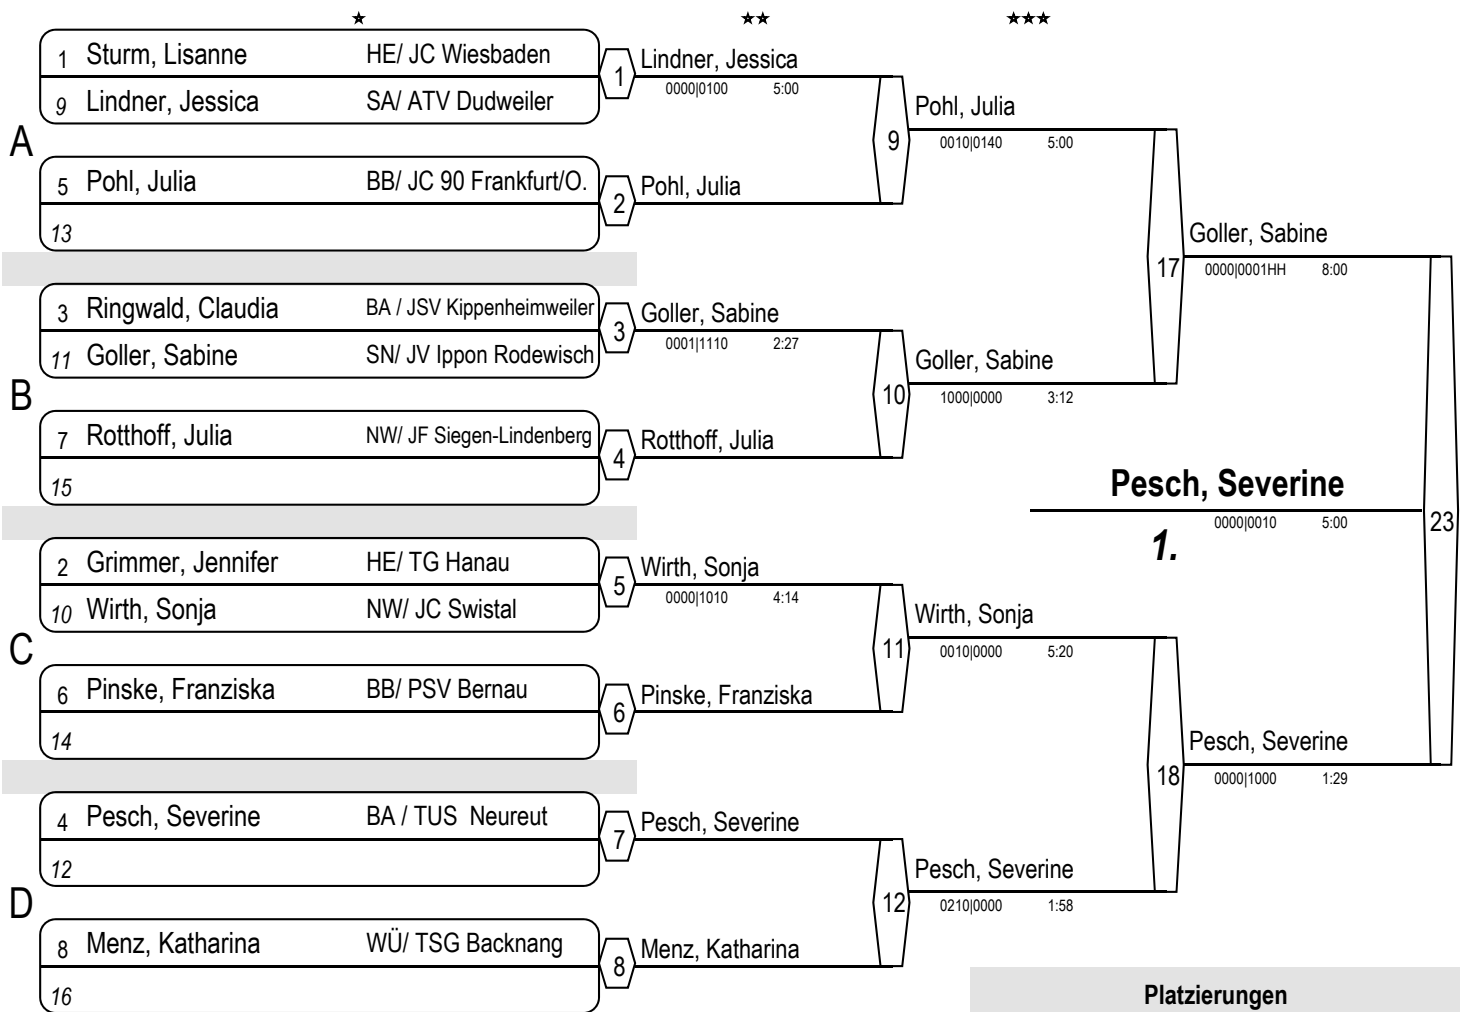 ★ ★★ ★★★
1 Sturm, Lisanne HE/ JC Wiesbaden
9 Lindner, Jessica SA/ ATV Dudweiler
1 Lindner, Jessica
0000|0100 5:00
A
5 Pohl, Julia BB/ JC 90 Frankfurt/O.
13
2 Pohl, Julia
9 Pohl, Julia
0010|0140 5:00
3 Ringwald, Claudia BA / JSV Kippenheimweiler
11 Goller, Sabine SN/ JV Ippon Rodewisch
3 Goller, Sabine
0001|1110 2:27
B
7 Rotthoff, Julia NW/ JF Siegen-Lindenberg
15
4 Rotthoff, Julia
10 Goller, Sabine
1000|0000 3:12
17 Goller, Sabine
0000|0001HH 8:00
2 Grimmer, Jennifer HE/ TG Hanau
10 Wirth, Sonja NW/ JC Swistal
5 Wirth, Sonja
0000|1010 4:14
C
6 Pinske, Franziska BB/ PSV Bernau
14
6 Pinske, Franziska
11 Wirth, Sonja
0010|0000 5:20
4 Pesch, Severine BA / TUS Neureut
12
7 Pesch, Severine
D
8 Menz, Katharina WÜ/ TSG Backnang
16
8 Menz, Katharina
12 Pesch, Severine
0210|0000 1:58
18 Pesch, Severine
0000|1000 1:29
23
Pesch, Severine
0000|0010 5:00
1.
Platzierungen